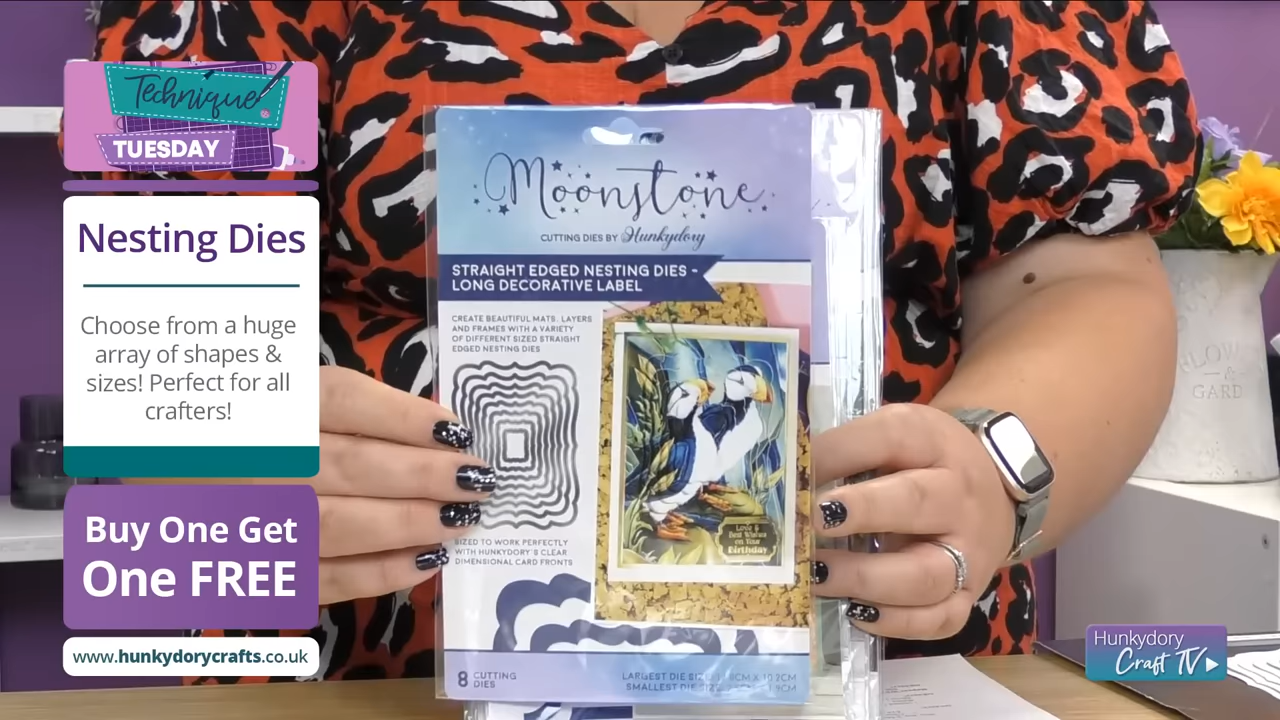 Technique
TUESDAY
Nesting Dies
Choose from a huge
array of shapes &
sizes! Perfect for all
crafters!
Buy One Get
One FREE
www.hunkydorycrafts.co.uk
Moonstone
CUTTING DIES BY Hunkydory
STRAIGHT EDGED NESTING DIES -
LONG DECORATIVE LABEL
CREATE BEAUTIFUL MATS, LAYERS
AND FRAMES WITH A VARIETY
OF DIFFERENT SIZED STRAIGHT
EDGED NESTING DIES
SIZED TO WORK PERFECTLY
WITH HUNKYDORY'S CLEAR
DIMENSIONAL CARD FRONTS
Love &
Best Wishes
on Your
Birthday
8 CUTTING
DIES
LARGEST DIE SIZE
SMALLEST DIE SIZE
GARD
Hunkydory
Craft TV